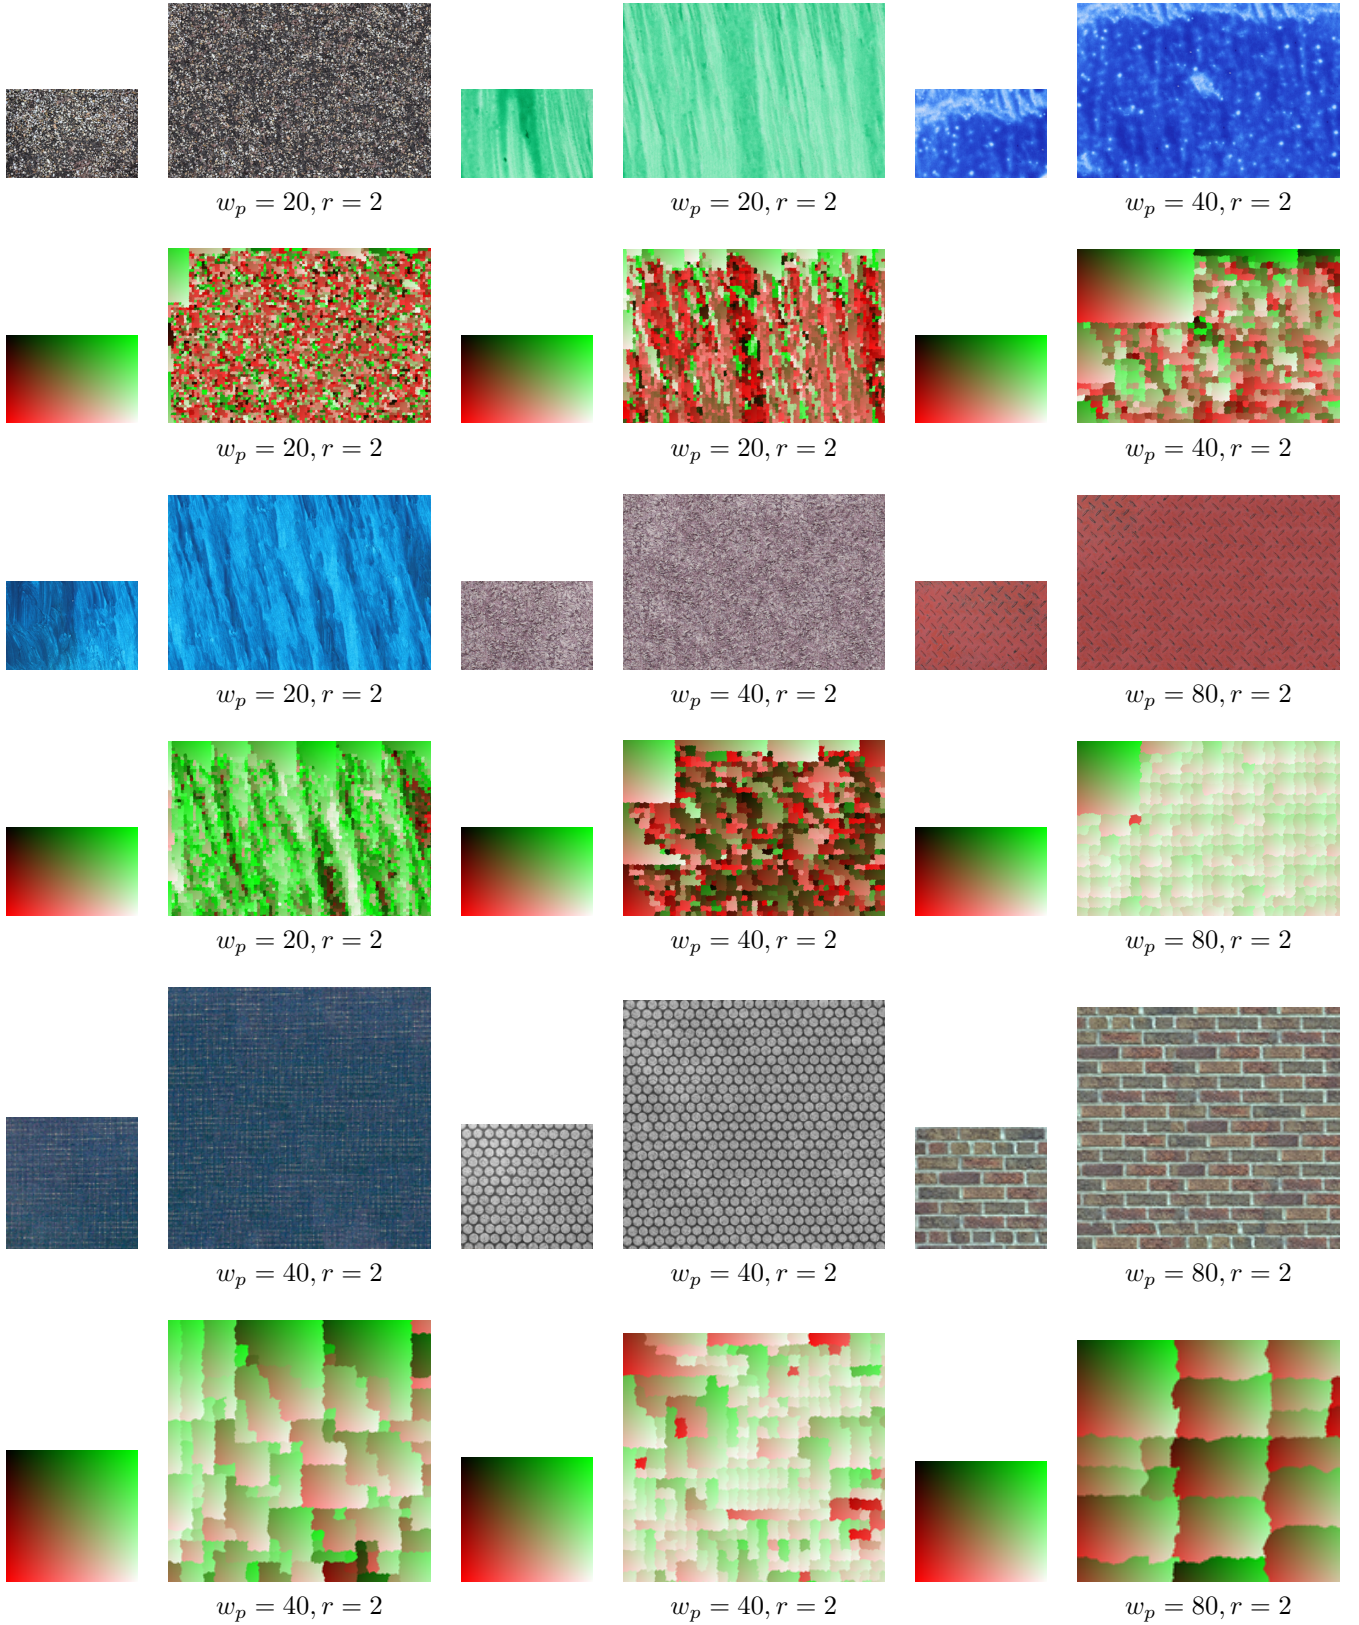 w_p = 20, r = 2
w_p = 20, r = 2
w_p = 40, r = 2
w_p = 20, r = 2
w_p = 20, r = 2
w_p = 40, r = 2
w_p = 20, r = 2
w_p = 40, r = 2
w_p = 80, r = 2
w_p = 20, r = 2
w_p = 40, r = 2
w_p = 80, r = 2
w_p = 40, r = 2
w_p = 40, r = 2
w_p = 80, r = 2
w_p = 40, r = 2
w_p = 40, r = 2
w_p = 80, r = 2